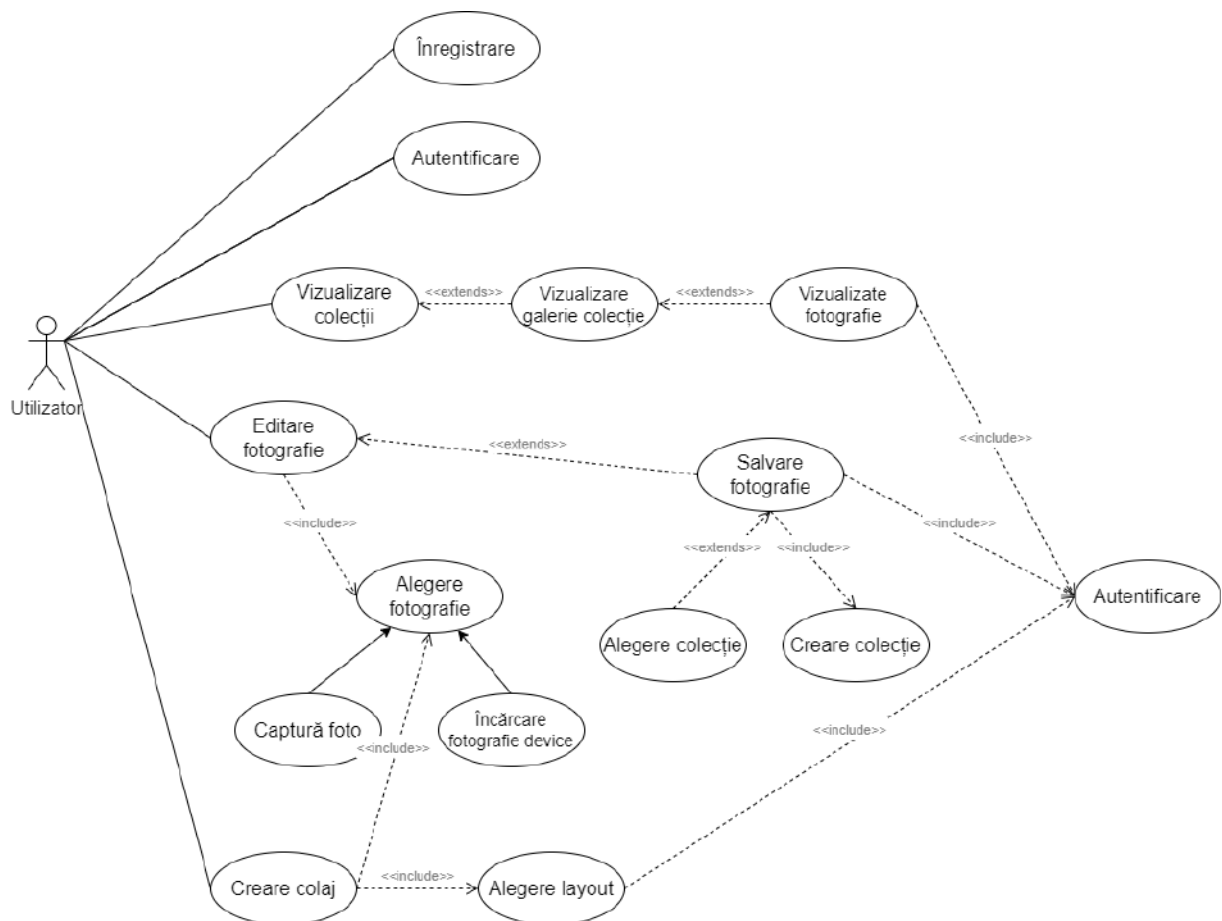 Înregistrare
Autentificare
Vizualizare
colecții
<<extends>>
Vizualizare
galerie colecție
<<extends>>
Vizualizate
fotografie
Utilizator
Editare
fotografie
<<extends>>
Salvare
fotografie
<<include>>
<<include>>
<<include>>
<<extends>>
<<include>>
Alegere
fotografie
Autentificare
Alegere colecție
Creare colecție
Captură foto
Încărcare
fotografie device
<<include>>
<<include>>
Creare colaj
<<include>>
Alegere layout